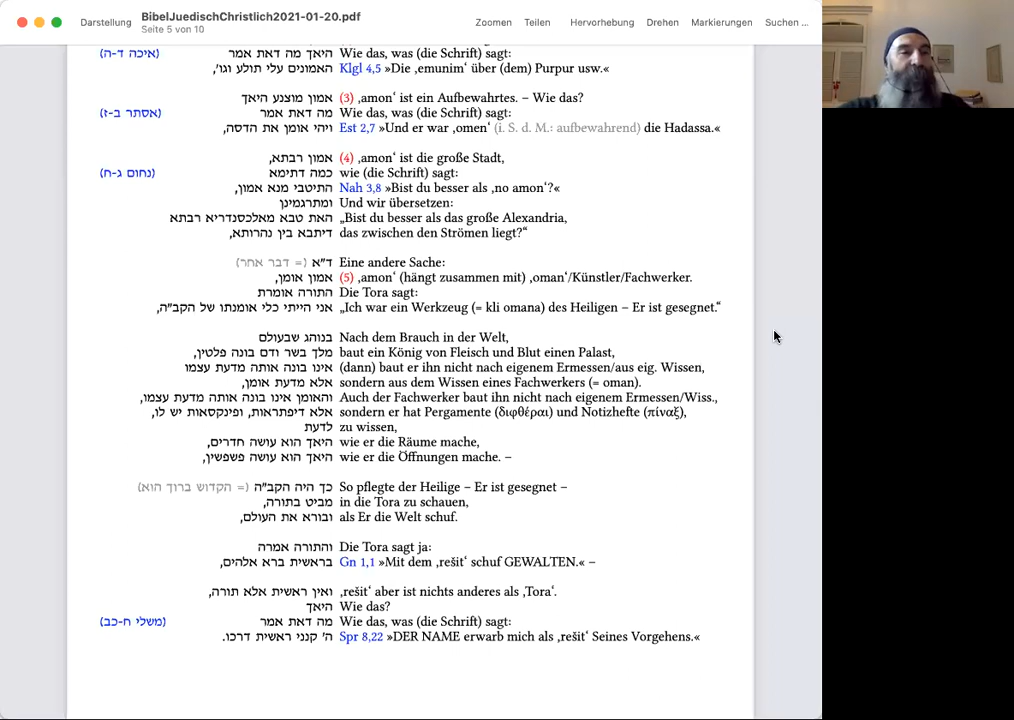 BibelJuedischChristlich2021-01-20.pdf
Seite 5 von 10
Darstellung
Zoomen Teilen Hervorhebung Drehen Markierungen Suchen ...
(איכה ד-ה) היאך מה דאת אמר Wie das, was (die Schrift) sagt:
האמונים עלי תולע וגו', Klgl 4,5 »Die ‚emunim‘ über (dem) Purpur usw.«
אמון מוצנע היאך (3) ‚amon‘ ist ein Aufbewahrtes. – Wie das?
(אסתר ב-ז) מה דאת אמר Wie das, was (die Schrift) sagt:
ויהי אומן את הדסה, Est 2,7 »Und er war ‚omen‘ (i. S. d. M.: aufbewahrend) die Hadassa.«
אמון רבתא, (4) ‚amon‘ ist die große Stadt,
(נחום ג-ח) כמה דתימא wie (die Schrift) sagt:
התיטבי מנא אמון, Nah 3,8 »Bist du besser als ‚no amon‘?«
ומתרגמינן Und wir übersetzen:
האת טבא מאלכסנדריא רבתא „Bist du besser als das große Alexandria,
דיתבא בין נהרותא, das zwischen den Strömen liegt?“
ד"א (= דבר אחר) Eine andere Sache:
אמון אומן, (5) ‚amon‘ (hängt zusammen mit) ‚oman‘/Künstler/Fachwerker.
התורה אומרת Die Tora sagt:
אני הייתי כלי אומנתו של הקב"ה, „Ich war ein Werkzeug (= kli omana) des Heiligen – Er ist gesegnet.“
בנוהג שבעולם Nach dem Brauch in der Welt,
מלך בשר ודם בונה פלטין, baut ein König von Fleisch und Blut einen Palast,
אינו בונה אותה מדעת עצמו (dann) baut er ihn nicht nach eigenem Ermessen/aus eig. Wissen,
אלא מדעת אומן, sondern aus dem Wissen eines Fachwerkers (= oman).
והאומן אינו בונה אותה מדעת עצמו, Auch der Fachwerker baut ihn nicht nach eigenem Ermessen/Wiss.,
אלא דיפתראות, ופינקסאות יש לו, sondern er hat Pergamente (διφθέραι) und Notizhefte (πίναξ),
לדעת zu wissen,
היאך הוא עושה חדרים, wie er die Räume mache,
היאך הוא עושה פשפשין, wie er die Öffnungen mache. –
כך היה הקב"ה (= הקדוש ברוך הוא) So pflegte der Heilige – Er ist gesegnet –
מביט בתורה, in die Tora zu schauen,
ובורא את העולם, als Er die Welt schuf.
והתורה אמרה Die Tora sagt ja:
בראשית ברא אלהים, Gn 1,1 »Mit dem ‚rešit‘ schuf GEWALTEN.« –
ואין ראשית אלא תורה, ‚rešit‘ aber ist nichts anderes als ‚Tora‘.
היאך Wie das?
(משלי ח-כב) מה דאת אמר Wie das, was (die Schrift) sagt:
ה' קנני ראשית דרכו. Spr 8,22 »DER NAME erwarb mich als ‚rešit‘ Seines Vorgehens.«